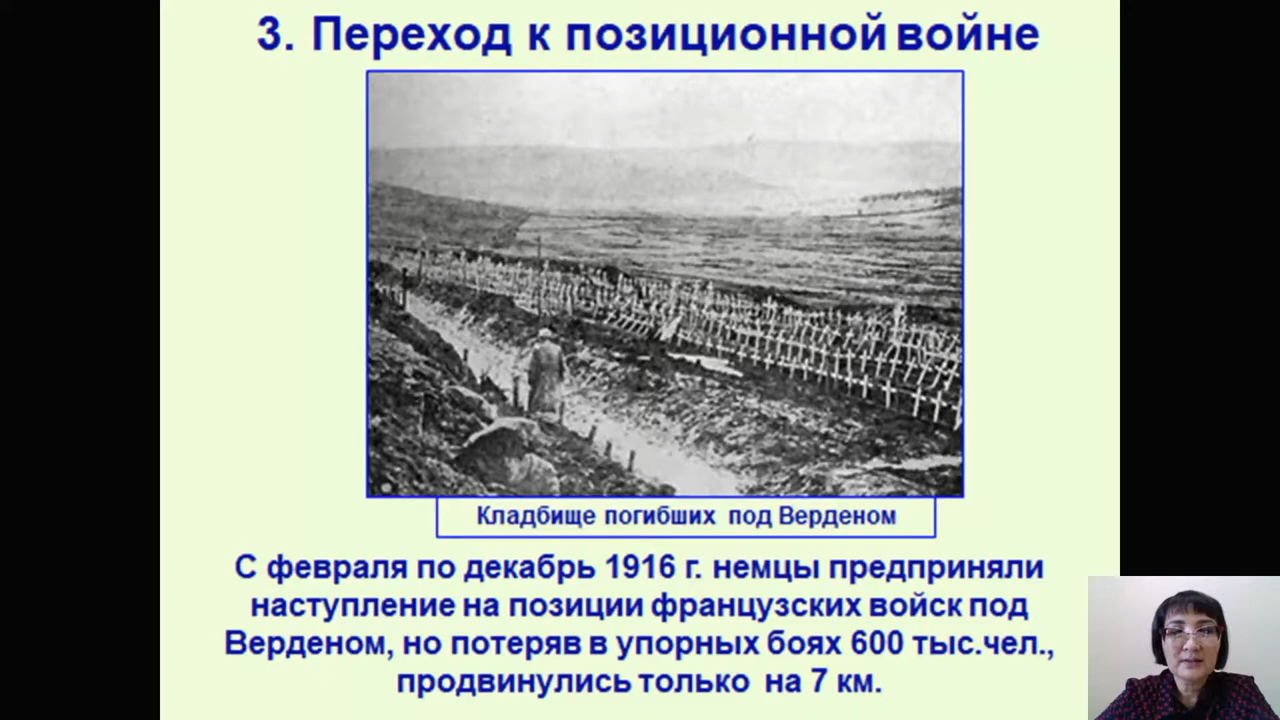 3. Переход к позиционной войне
Кладбище погибших под Верденом
С февраля по декабрь 1916 г. немцы предприняли
наступление на позиции французских войск под
Верденом, но потеряв в упорных боях 600 тыс.чел.,
продвинулись только на 7 км.